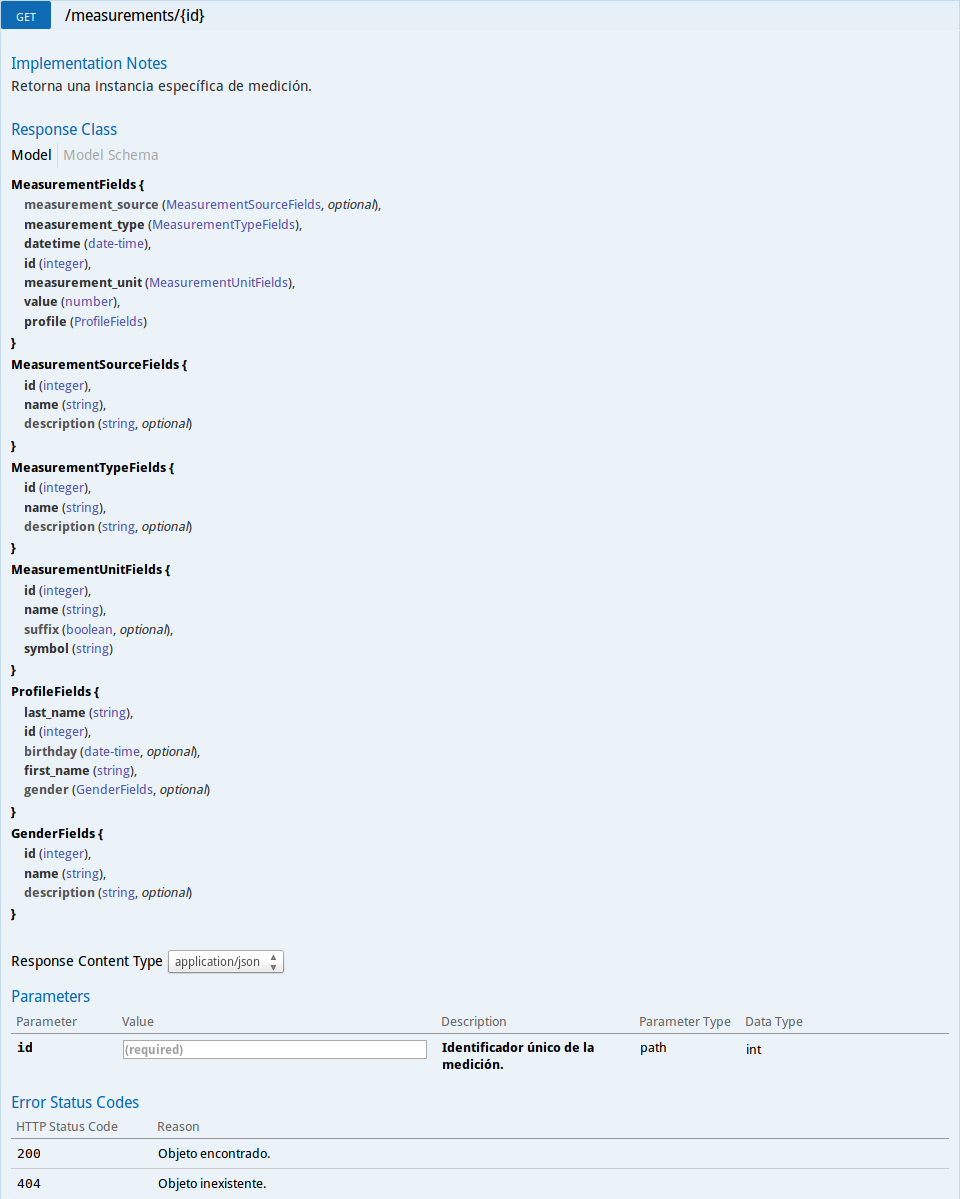 GET /measurements/{id}
Implementation Notes
Retorna una instancia específica de medición.
Response Class
Model Model Schema
MeasurementFields {
measurement_source (MeasurementSourceFields, optional),
measurement_type (MeasurementTypeFields),
datetime (date-time),
id (integer),
measurement_unit (MeasurementUnitFields),
value (number),
profile (ProfileFields)
}
MeasurementSourceFields {
id (integer),
name (string),
description (string, optional)
}
MeasurementTypeFields {
id (integer),
name (string),
description (string, optional)
}
MeasurementUnitFields {
id (integer),
name (string),
suffix (boolean, optional),
symbol (string)
}
ProfileFields {
last_name (string),
id (integer),
birthday (date-time, optional),
first_name (string),
gender (GenderFields, optional)
}
GenderFields {
id (integer),
name (string),
description (string, optional)
}
Response Content Type application/json
Parameters
Parameter Value Description Parameter Type Data Type
id (required) Identificador único de la path int
medición.
Error Status Codes
HTTP Status Code Reason
200 Objeto encontrado.
404 Objeto inexistente.